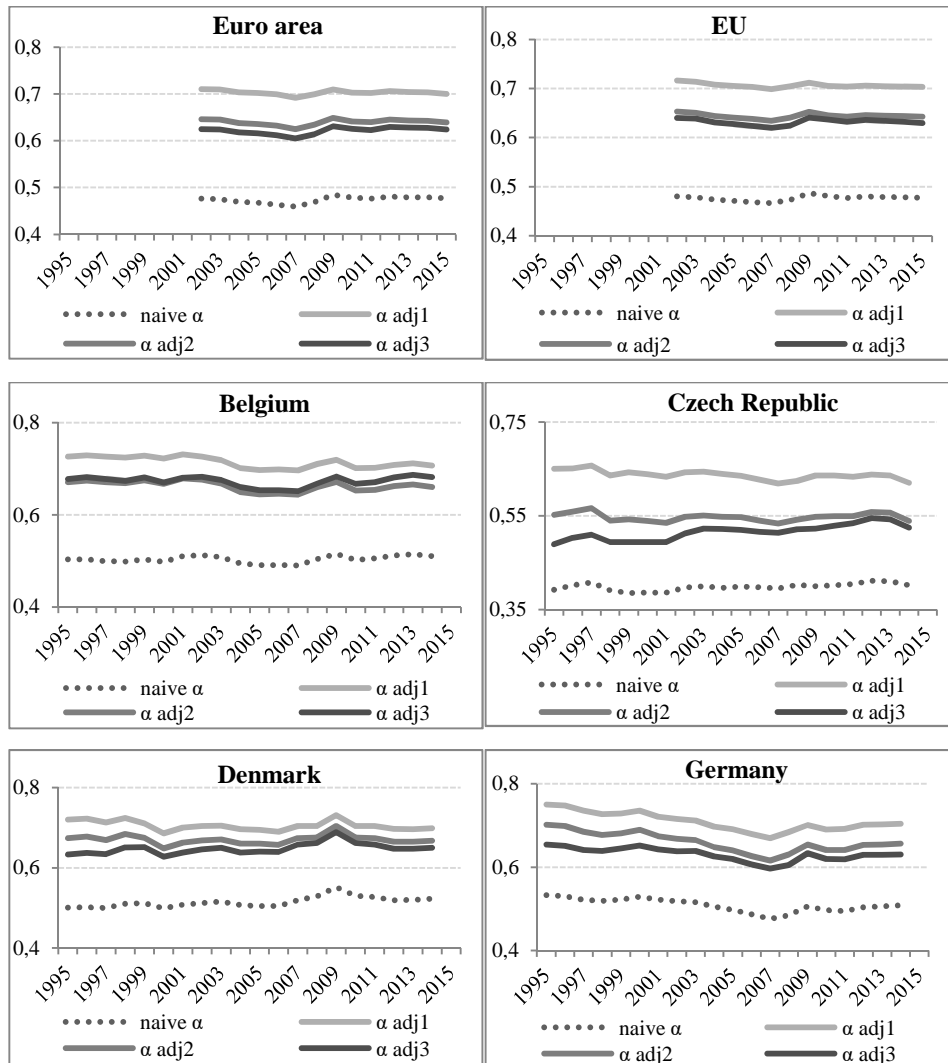 Euro area
0,8
0,7
0,6
0,5
0,4
1995
1997
1999
2001
2003
2005
2007
2009
2011
2013
2015
naive α
α adj1
α adj2
α adj3
EU
0,8
0,7
0,6
0,5
0,4
1995
1997
1999
2001
2003
2005
2007
2009
2011
2013
2015
naive α
α adj1
α adj2
α adj3
Belgium
0,8
0,6
0,4
1995
1997
1999
2001
2003
2005
2007
2009
2011
2013
2015
naive α
α adj1
α adj2
α adj3
Czech Republic
0,75
0,55
0,35
1995
1997
1999
2001
2003
2005
2007
2009
2011
2013
2015
naive α
α adj1
α adj2
α adj3
Denmark
0,8
0,6
0,4
1995
1997
1999
2001
2003
2005
2007
2009
2011
2013
2015
naive α
α adj1
α adj2
α adj3
Germany
0,8
0,6
0,4
1995
1997
1999
2001
2003
2005
2007
2009
2011
2013
2015
naive α
α adj1
α adj2
α adj3